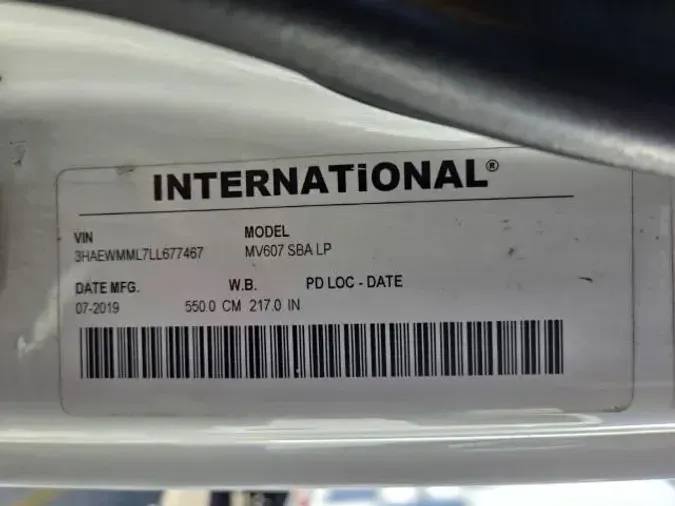 INTERNATiONAL®
VIN MODEL
3HAEWMML7LL677467 MV607 SBA LP
DATE MFG. W.B. PD LOC - DATE
07-2019 550.0 CM 217.0 IN